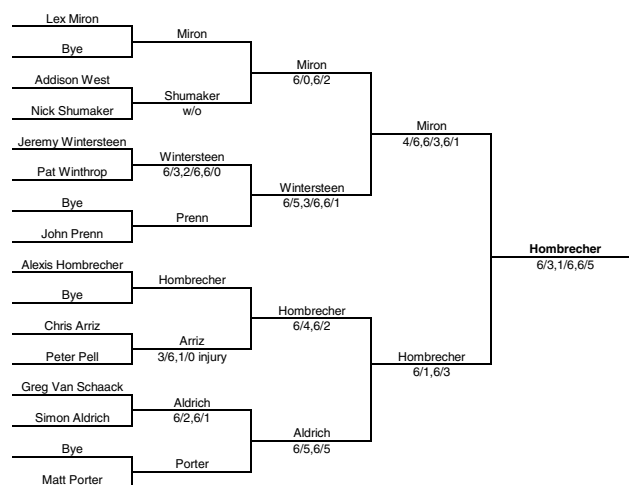 Lex Miron
Bye
Addison West
Nick Shumaker
Jeremy Wintersteen
Pat Winthrop
Bye
John Prenn
Alexis Hombrecher
Bye
Chris Arriz
Peter Pell
Greg Van Schaack
Simon Aldrich
Bye
Matt Porter
Miron
Shumaker
w/o
Wintersteen
6/3,2/6,6/0
Prenn
Hombrecher
Arriz
3/6,1/0 injury
Aldrich
6/2,6/1
Porter
Miron
6/0,6/2
Wintersteen
6/5,3/6,6/1
Hombrecher
6/4,6/2
Aldrich
6/5,6/5
Miron
4/6,6/3,6/1
Hombrecher
6/1,6/3
Hombrecher
6/3,1/6,6/5